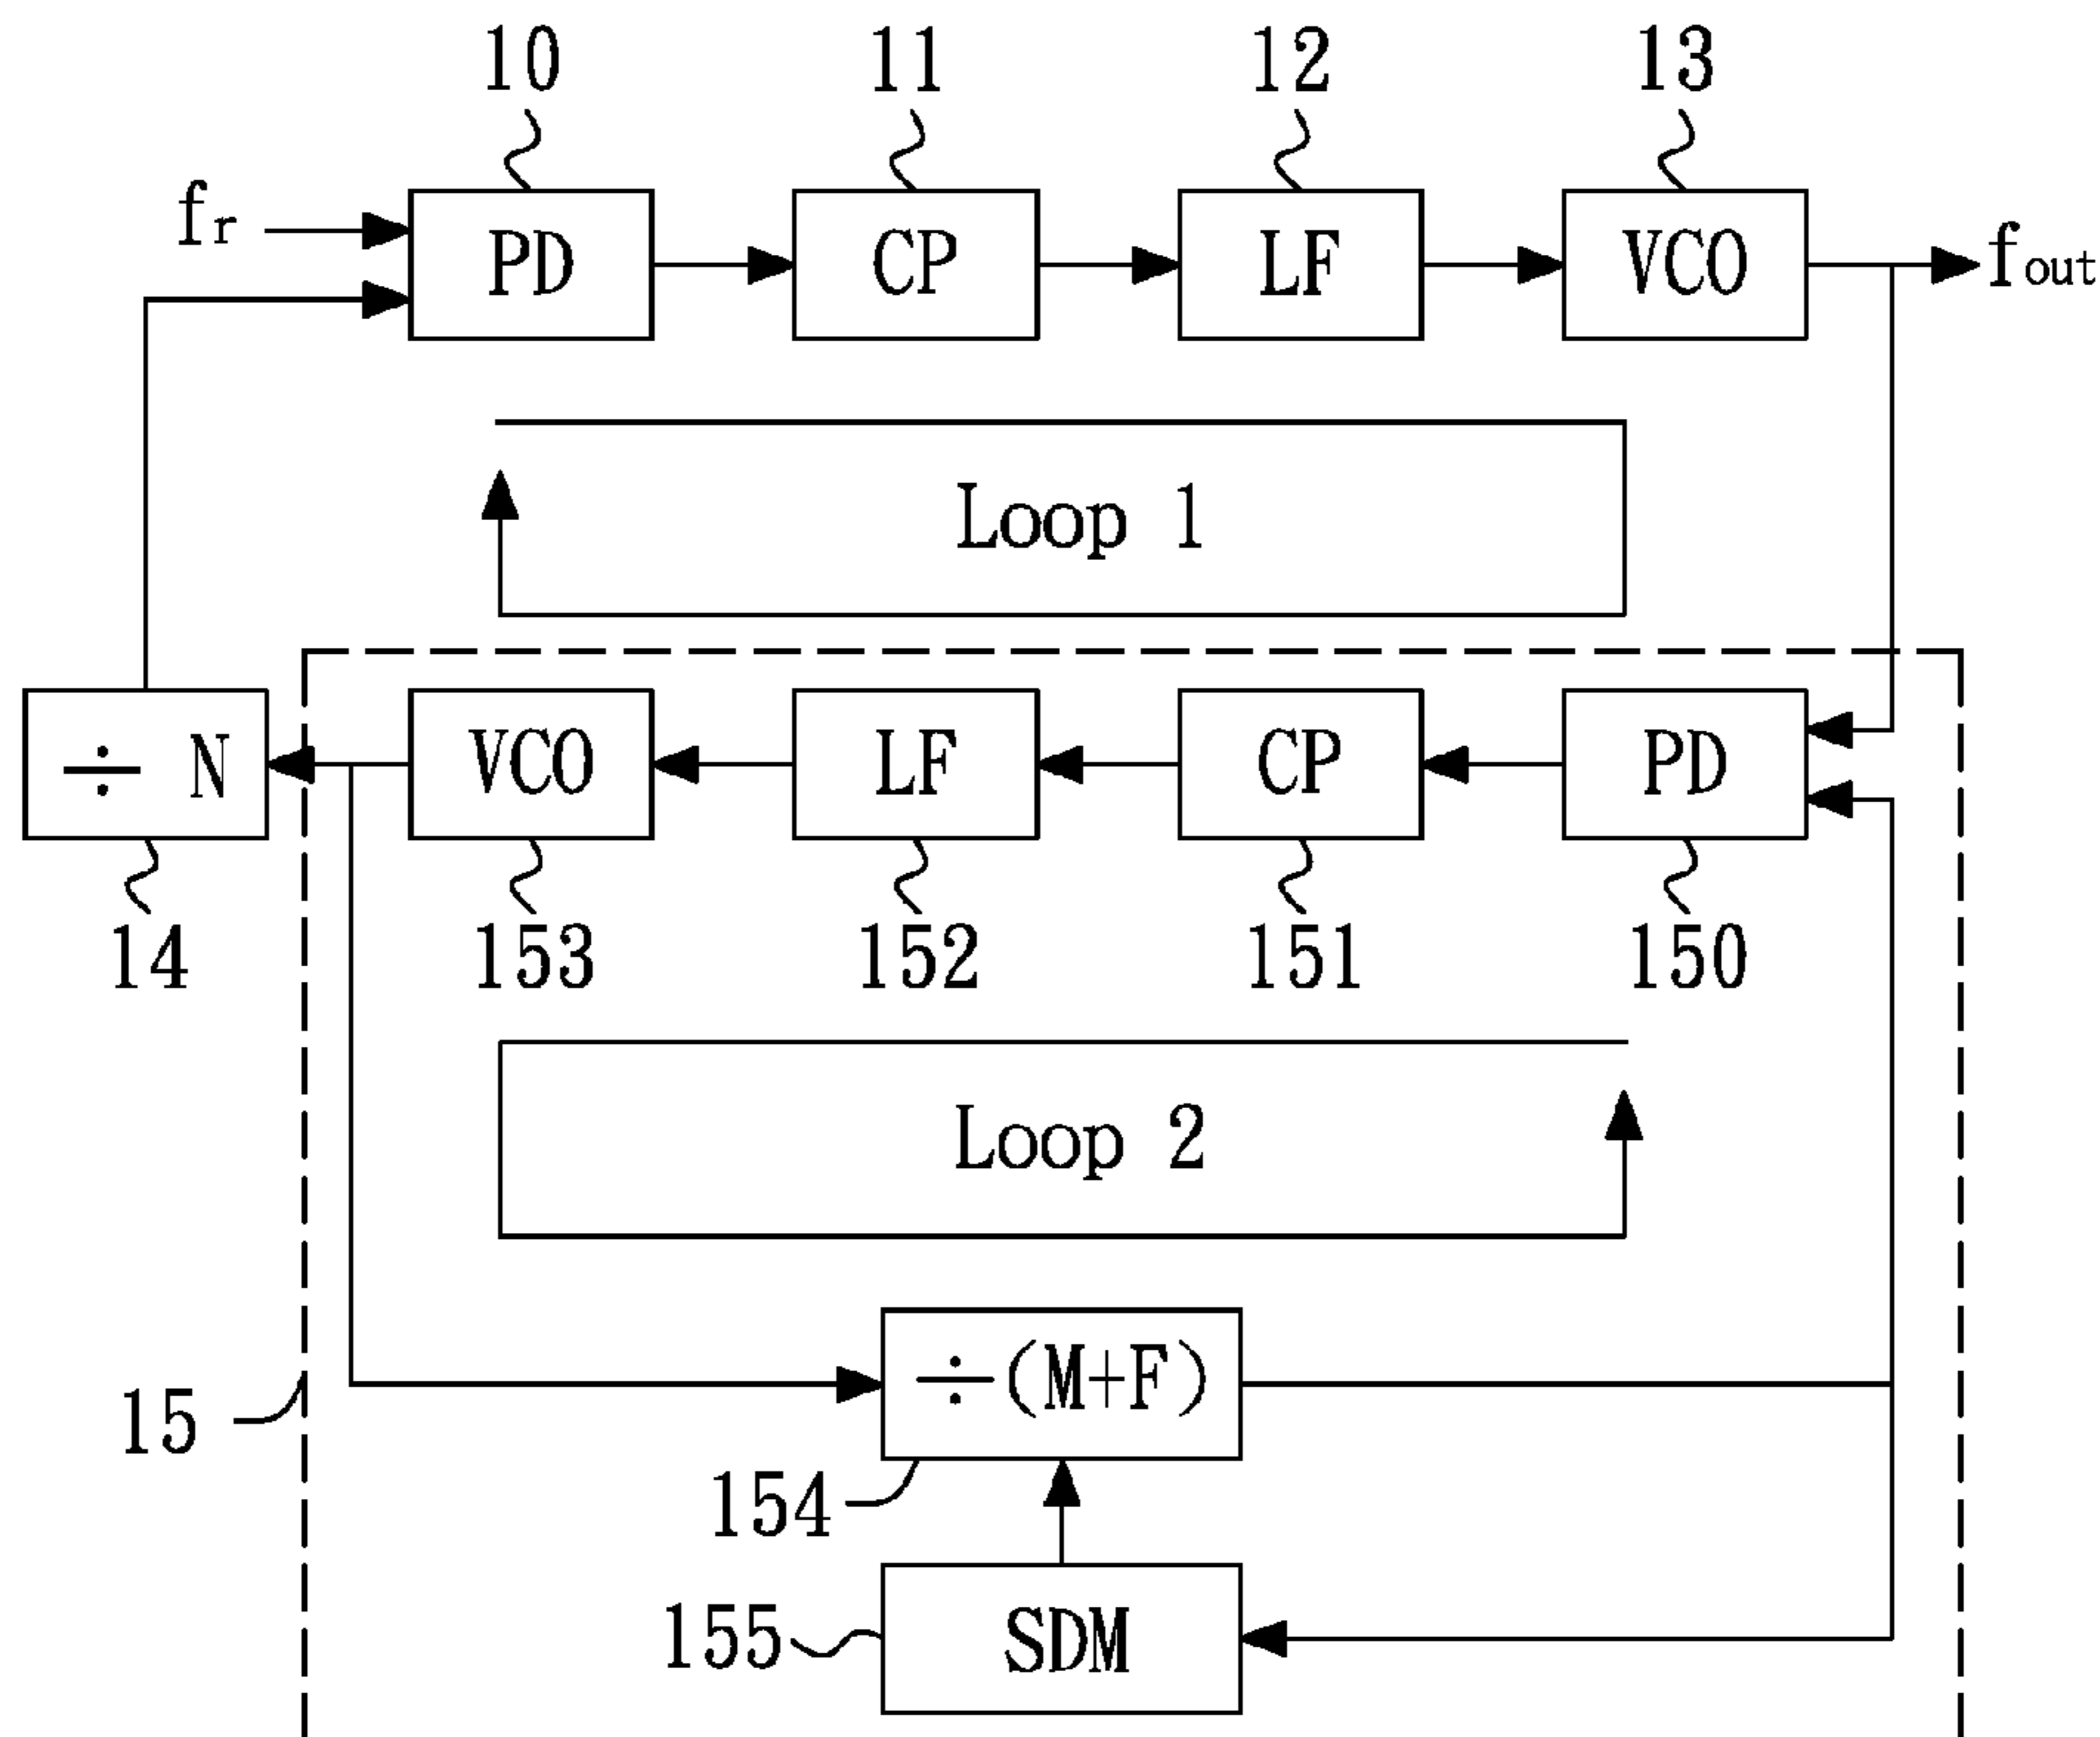 10 11 12 13
fr PD CP LF VCO fout
Loop 1
÷ N VCO LF CP PD
14 153 152 151 150
Loop 2
÷(M+F)
15
154
SDM
155